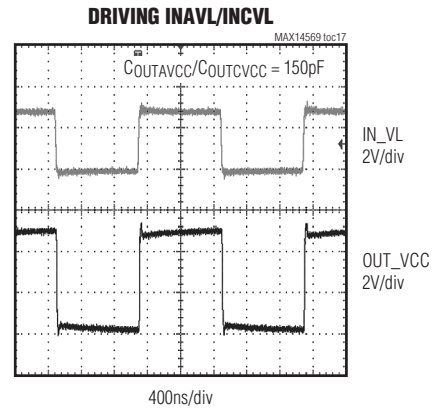 DRIVING INAVL/INCVL
MAX14569 toc17
COUTAVCC/COUTCVCC = 150pF
IN_VL
2V/div
OUT_VCC
2V/div
400ns/div